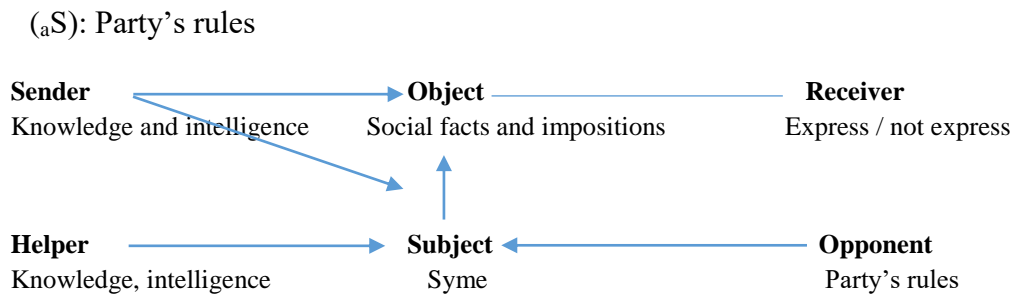 (ₐS): Party’s rules
Sender Object Receiver
Knowledge and intelligence Social facts and impositions Express / not express
Helper Subject Opponent
Knowledge, intelligence Syme Party’s rules